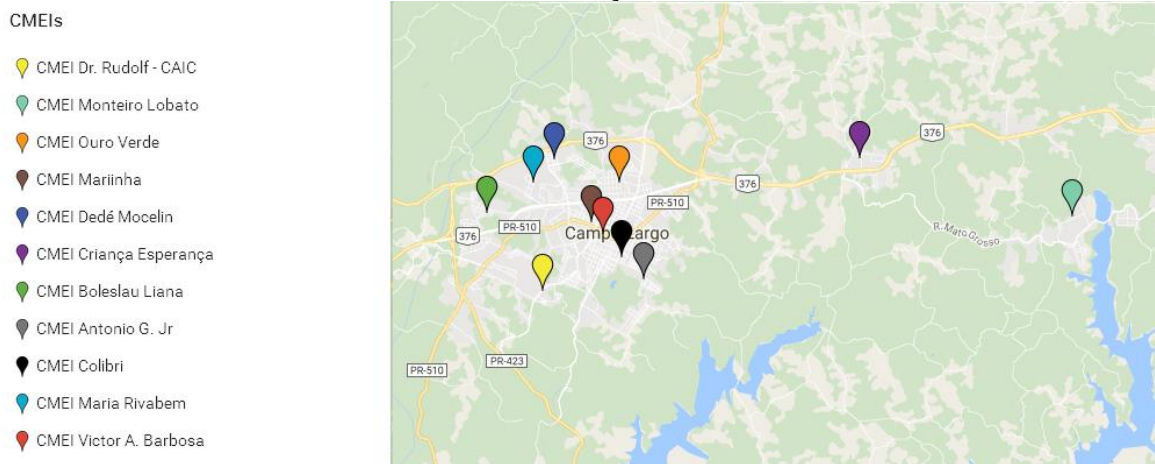 CMEIs
CMEI Dr. Rudolf - CAIC
CMEI Monteiro Lobato
CMEI Ouro Verde
CMEI Mariinha
CMEI Dedé Mocelin
CMEI Criança Esperança
CMEI Boleslau Liana
CMEI Antonio G. Jr
CMEI Colibri
CMEI Maria Rivabem
CMEI Victor A. Barbosa
376
376
376
PR-510
PR-510
376
Campo Largo
R. Mato Grosso
PR-423
PR-510